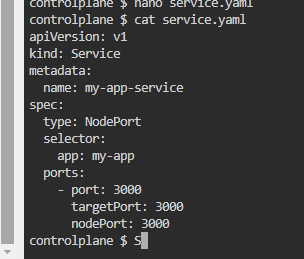 controlplane $ nano service.yaml
controlplane $ cat service.yaml
apiVersion: v1
kind: Service
metadata:
  name: my-app-service
spec:
  type: NodePort
  selector:
    app: my-app
  ports:
    - port: 3000
      targetPort: 3000
      nodePort: 3000
controlplane $ S